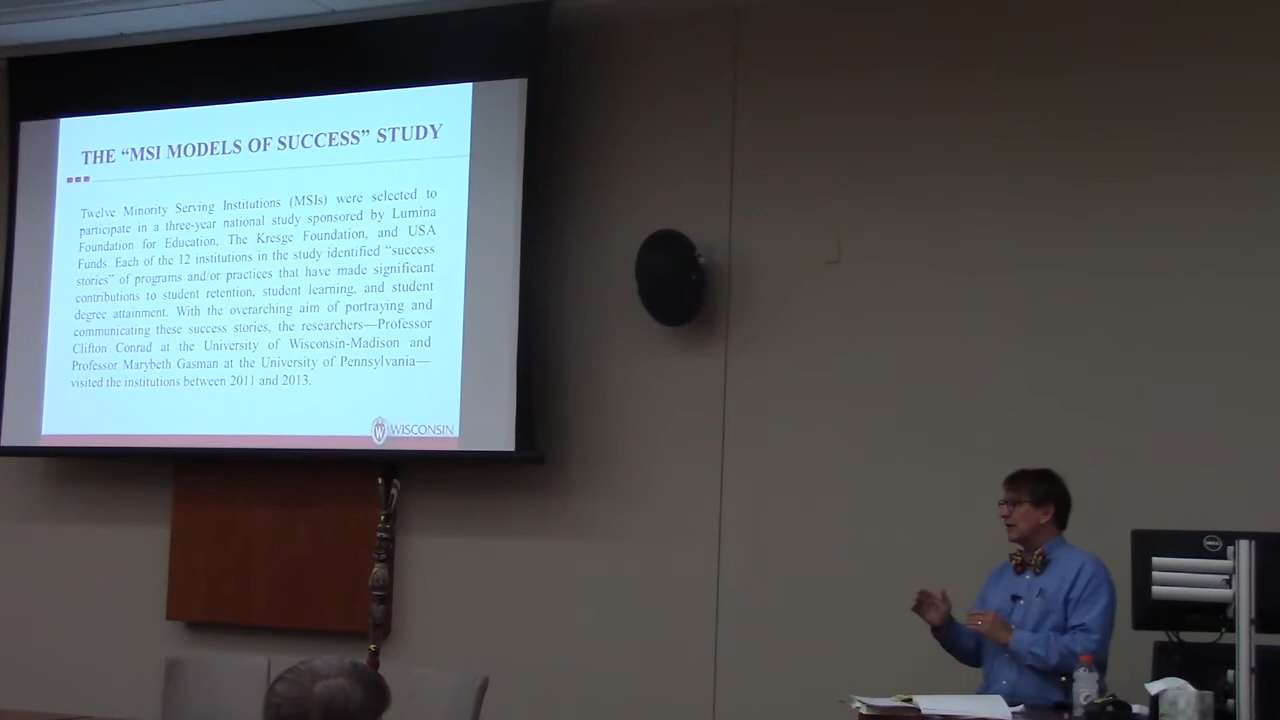 THE “MSI MODELS OF SUCCESS” STUDY
Twelve Minority Serving Institutions (MSIs) were selected to
participate in a three-year national study sponsored by Lumina
Foundation for Education, The Kresge Foundation, and USA
Funds. Each of the 12 institutions in the study identified “success
stories” of programs and/or practices that have made significant
contributions to student retention, student learning, and student
degree attainment. With the overarching aim of portraying and
communicating these success stories, the researchers—Professor
Clifton Conrad at the University of Wisconsin-Madison and
Professor Marybeth Gasman at the University of Pennsylvania—
visited the institutions between 2011 and 2013.
W WISCONSIN
DELL